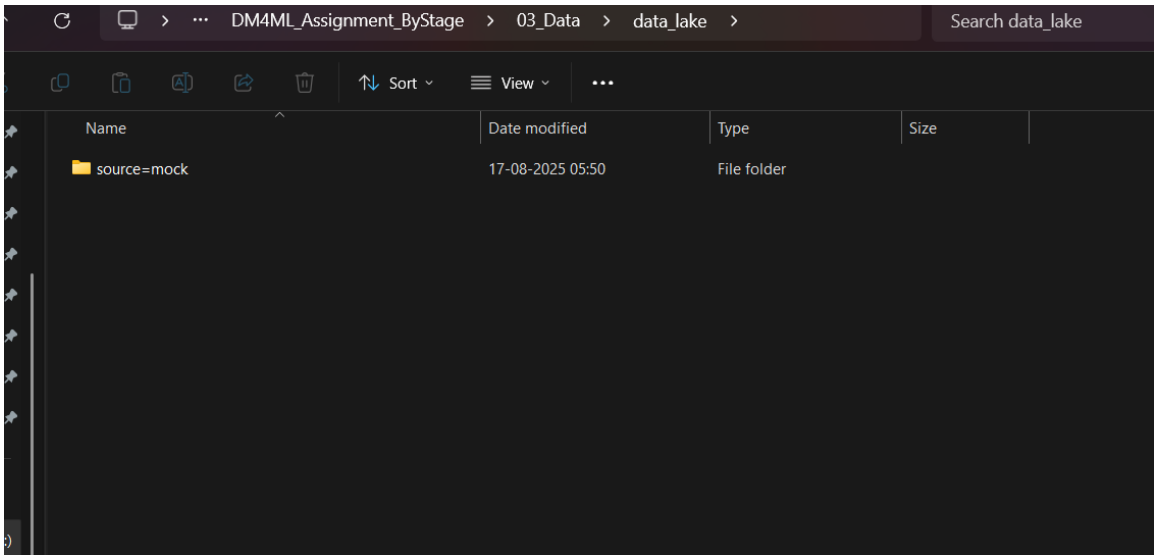 > ··· DM4ML_Assignment_ByStage > 03_Data > data_lake > Search data_lake
Sort View ···
Name Date modified Type Size
source=mock 17-08-2025 05:50 File folder
:)